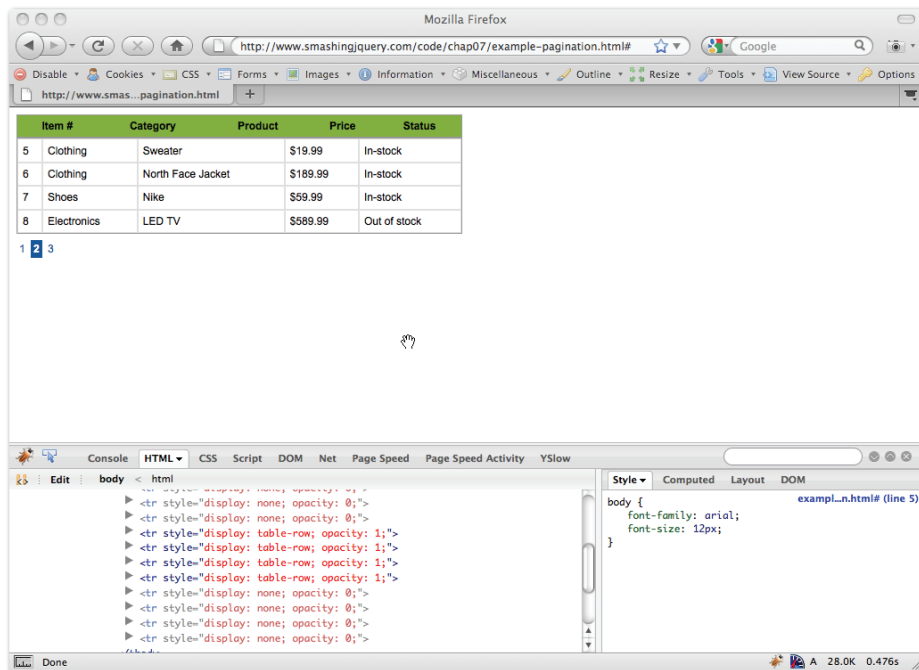 Mozilla Firefox
http://www.smashingjquery.com/code/chap07/example-pagination.html# Google
Disable Cookies CSS Forms Images Information Miscellaneous Outline Resize Tools View Source Options
http://www.smas...pagination.html +
Item # Category Product Price Status
5 Clothing Sweater $19.99 In-stock
6 Clothing North Face Jacket $189.99 In-stock
7 Shoes Nike $59.99 In-stock
8 Electronics LED TV $589.99 Out of stock
1 2 3
Console HTML CSS Script DOM Net Page Speed Page Speed Activity YSlow
Edit body < html
Style Computed Layout DOM
<tr style="display: none; opacity: 0;">
<tr style="display: none; opacity: 0;">
<tr style="display: none; opacity: 0;">
<tr style="display: table-row; opacity: 1;">
<tr style="display: table-row; opacity: 1;">
<tr style="display: table-row; opacity: 1;">
<tr style="display: table-row; opacity: 1;">
<tr style="display: none; opacity: 0;">
<tr style="display: none; opacity: 0;">
<tr style="display: none; opacity: 0;">
<tr style="display: none; opacity: 0;">
body { exampl...n.html# (line 5)
font-family: arial;
font-size: 12px;
}
Done
A 28.0K 0.476s